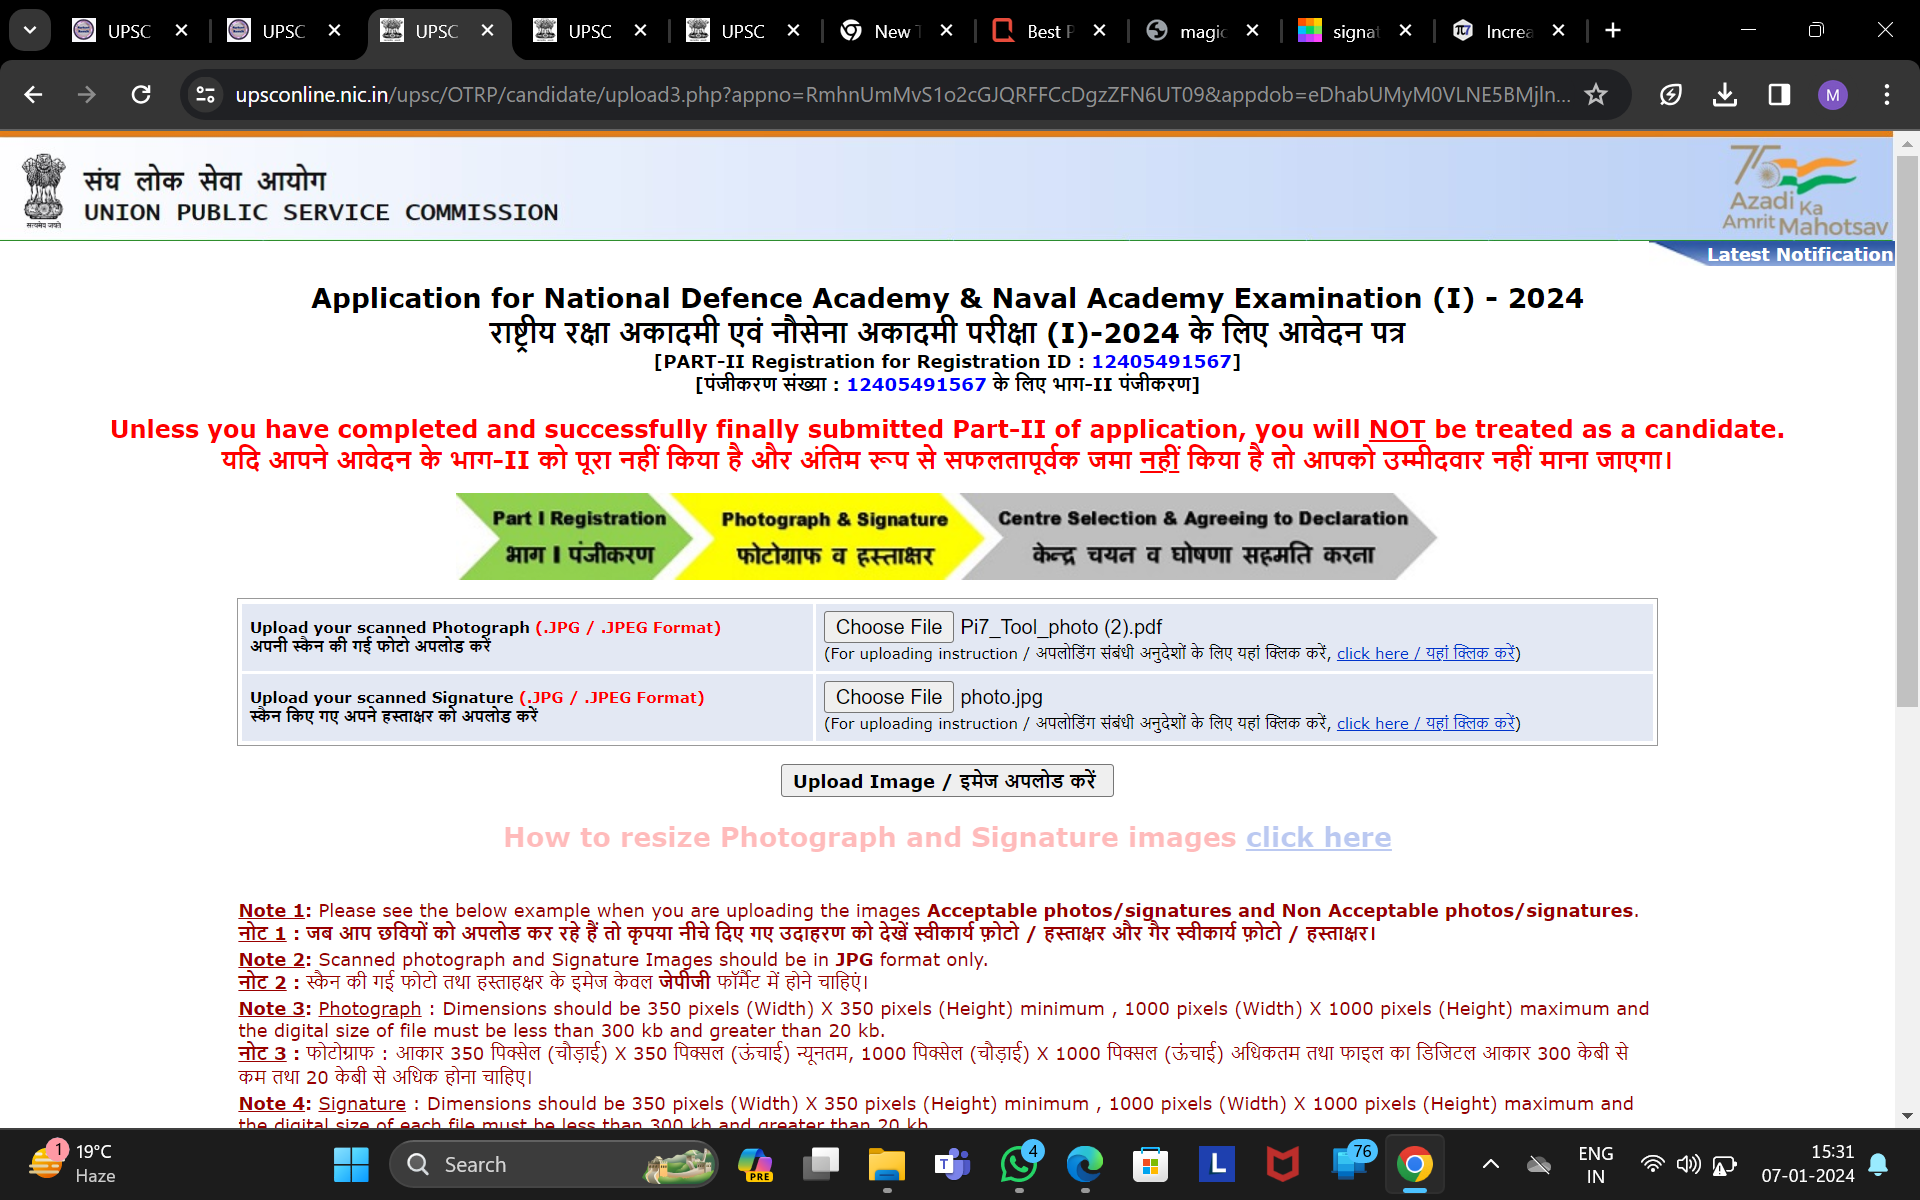 UPSC
UPSC
UPSC
UPSC
UPSC
New T
Best P
magic
signat
Increa
upsconline.nic.in/upsc/OTRP/candidate/upload3.php?appno=RmhnUmMvS1o2cGJQRFFCcDgzZFN6UT09&appdob=eDhabUMyM0VLNE5BMjln...
M
संघ लोक सेवा आयोग
UNION PUBLIC SERVICE COMMISSION
सत्यमेव जयते
75
Azadi Ka
Amrit Mahotsav
Latest Notification
Application for National Defence Academy & Naval Academy Examination (I) - 2024
राष्ट्रीय रक्षा अकादमी एवं नौसेना अकादमी परीक्षा (I)-2024 के लिए आवेदन पत्र
[PART-II Registration for Registration ID : 12405491567]
[पंजीकरण संख्या : 12405491567 के लिए भाग-II पंजीकरण]
Unless you have completed and successfully finally submitted Part-II of application, you will NOT be treated as a candidate.
यदि आपने आवेदन के भाग-II को पूरा नहीं किया है और अंतिम रूप से सफलतापूर्वक जमा नहीं किया है तो आपको उम्मीदवार नहीं माना जाएगा।
Part I Registration
भाग I पंजीकरण
Photograph & Signature
फोटोग्राफ व हस्ताक्षर
Centre Selection & Agreeing to Declaration
केन्द्र चयन व घोषणा सहमति करना
Upload your scanned Photograph (.JPG / .JPEG Format)
अपनी स्कैन की गई फोटो अपलोड करें
Choose File Pi7_Tool_photo (2).pdf
(For uploading instruction / अपलोडिंग संबंधी अनुदेशों के लिए यहां क्लिक करें, click here / यहां क्लिक करें)
Upload your scanned Signature (.JPG / .JPEG Format)
स्कैन किए गए अपने हस्ताक्षर को अपलोड करें
Choose File photo.jpg
(For uploading instruction / अपलोडिंग संबंधी अनुदेशों के लिए यहां क्लिक करें, click here / यहां क्लिक करें)
Upload Image / इमेज अपलोड करें
How to resize Photograph and Signature images click here
Note 1: Please see the below example when you are uploading the images Acceptable photos/signatures and Non Acceptable photos/signatures.
नोट 1 : जब आप छवियों को अपलोड कर रहे हैं तो कृपया नीचे दिए गए उदाहरण को देखें स्वीकार्य फ़ोटो / हस्ताक्षर और गैर स्वीकार्य फ़ोटो / हस्ताक्षर।
Note 2: Scanned photograph and Signature Images should be in JPG format only.
नोट 2 : स्कैन की गई फोटो तथा हस्ताहक्षर के इमेज केवल जेपीजी फॉर्मेट में होने चाहिएं।
Note 3: Photograph : Dimensions should be 350 pixels (Width) X 350 pixels (Height) minimum , 1000 pixels (Width) X 1000 pixels (Height) maximum and
the digital size of file must be less than 300 kb and greater than 20 kb.
नोट 3 : फोटोग्राफ : आकार 350 पिक्सेल (चौड़ाई) X 350 पिक्सल (ऊंचाई) न्यूनतम, 1000 पिक्सेल (चौड़ाई) X 1000 पिक्सल (ऊंचाई) अधिकतम तथा फाइल का डिजिटल आकार 300 केबी से
कम तथा 20 केबी से अधिक होना चाहिए।
Note 4: Signature : Dimensions should be 350 pixels (Width) X 350 pixels (Height) minimum , 1000 pixels (Width) X 1000 pixels (Height) maximum and
the digital size of each file must be less than 300 kb and greater than 20 kb.
1
19°C
Haze
Search
PRE
4
L
76
ENG
IN
15:31
07-01-2024